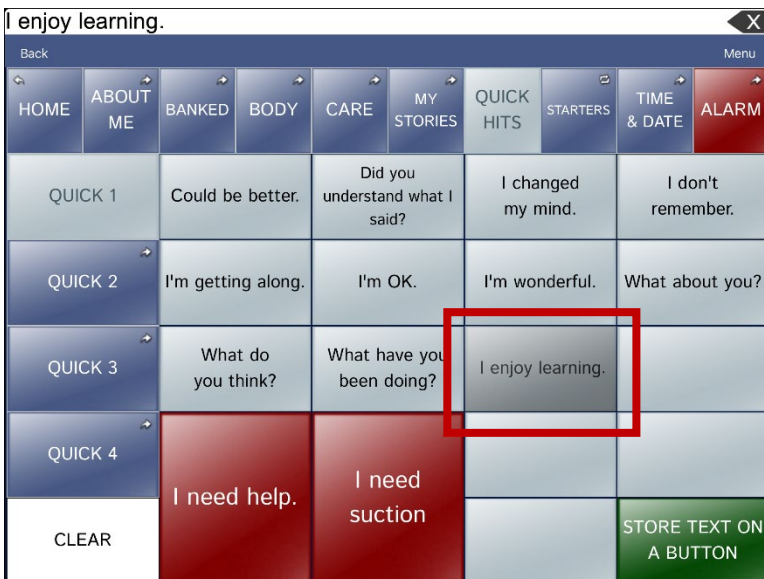 I enjoy learning.
X
Back
Menu
HOME
ABOUT
ME
BANKED
BODY
CARE
MY
STORIES
QUICK
HITS
STARTERS
TIME
& DATE
ALARM
QUICK 1
Could be better.
Did you
understand what I
said?
I changed
my mind.
I don't
remember.
QUICK 2
I'm getting along.
I'm OK.
I'm wonderful.
What about you?
QUICK 3
What do
you think?
What have you
been doing?
I enjoy learning.
QUICK 4
I need help.
I need
suction
CLEAR
STORE TEXT ON
A BUTTON